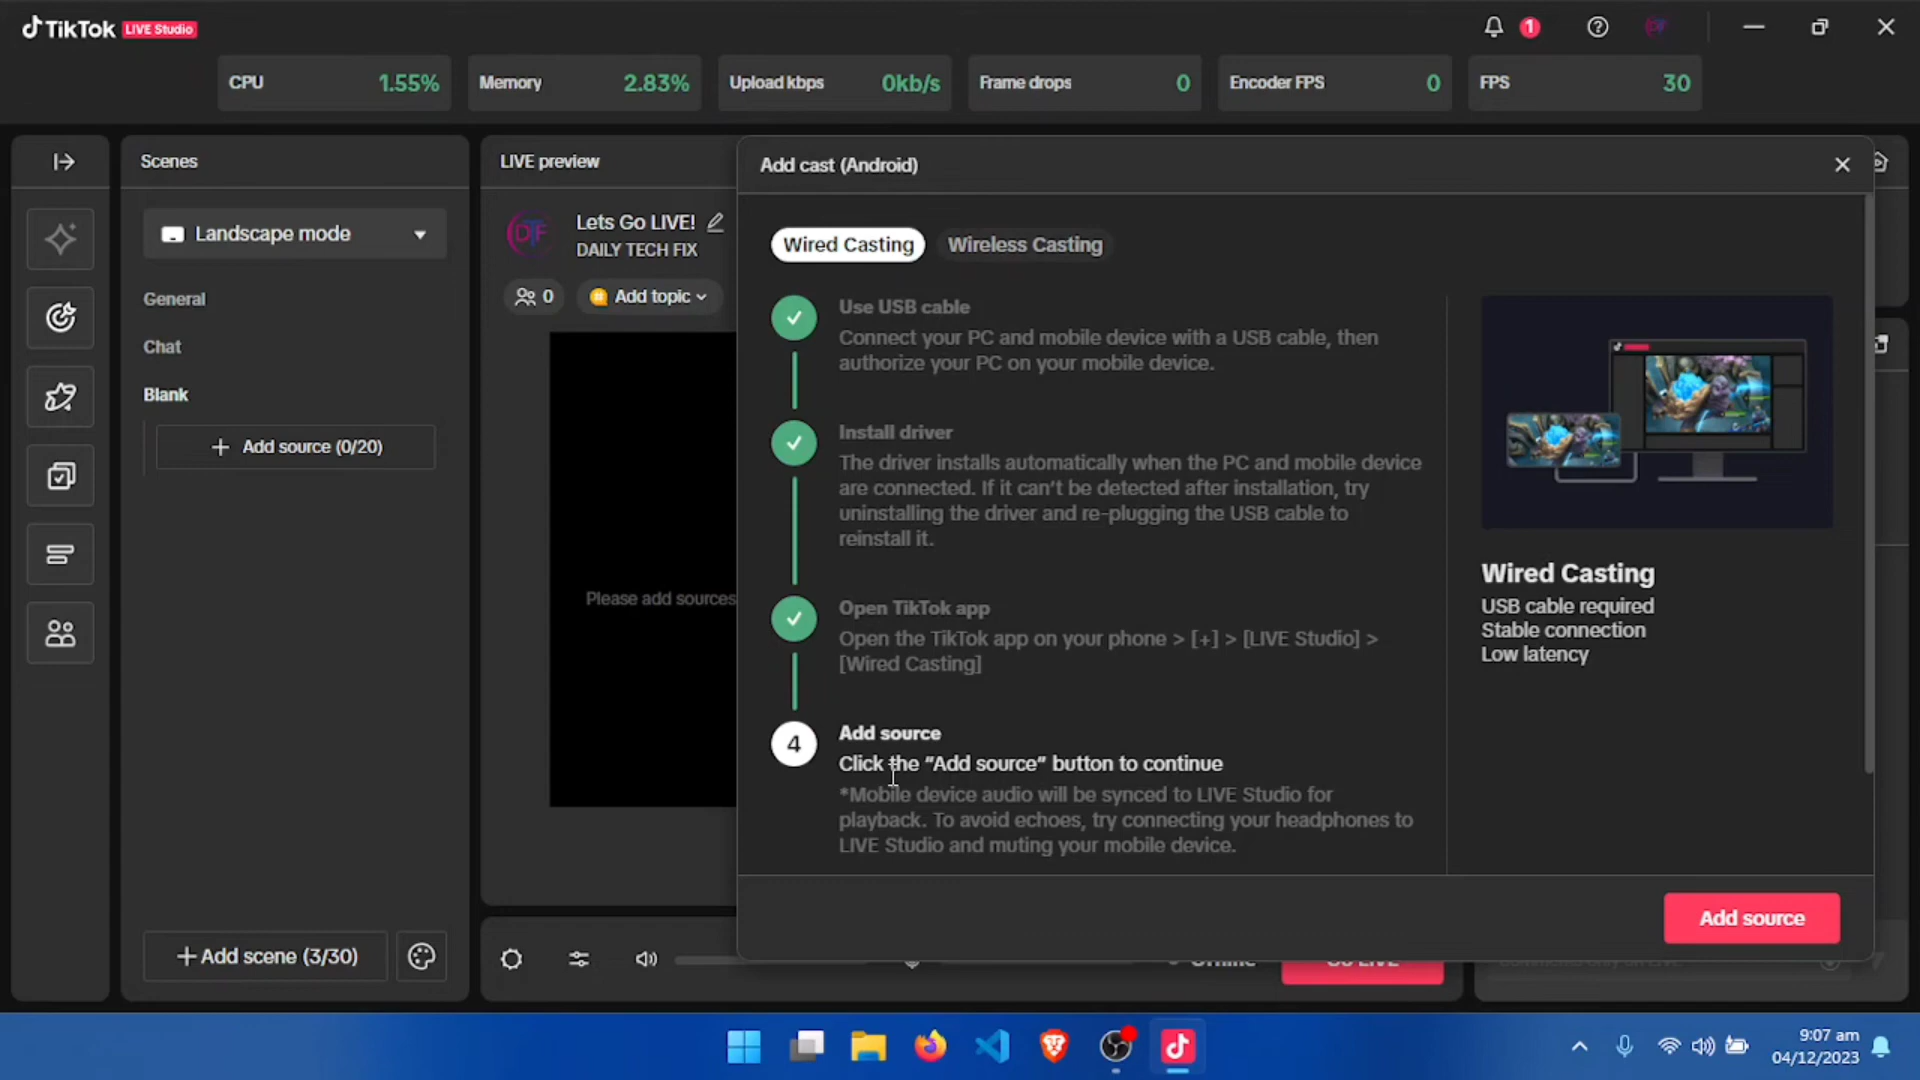 TikTok LIVE Studio
1
CPU 1.55%
Memory 2.83%
Upload kbps 0kb/s
Frame drops 0
Encoder FPS 0
FPS 30
Scenes
Landscape mode
General
Chat
Blank
+ Add source (0/20)
+ Add scene (3/30)
LIVE preview
DTF
Lets Go LIVE!
DAILY TECH FIX
0
# Add topic
Please add sources
Add cast (Android)
Wired Casting
Wireless Casting
Use USB cable
Connect your PC and mobile device with a USB cable, then
authorize your PC on your mobile device.
Install driver
The driver installs automatically when the PC and mobile device
are connected. If it can't be detected after installation, try
uninstalling the driver and re-plugging the USB cable to
reinstall it.
Open TikTok app
Open the TikTok app on your phone > [+] > [LIVE Studio] >
[Wired Casting]
4
Add source
Click the "Add source" button to continue
*Mobile device audio will be synced to LIVE Studio for
playback. To avoid echoes, try connecting your headphones to
LIVE Studio and muting your mobile device.
Wired Casting
USB cable required
Stable connection
Low latency
Add source
Offline
Go LIVE
9:07 am
04/12/2023